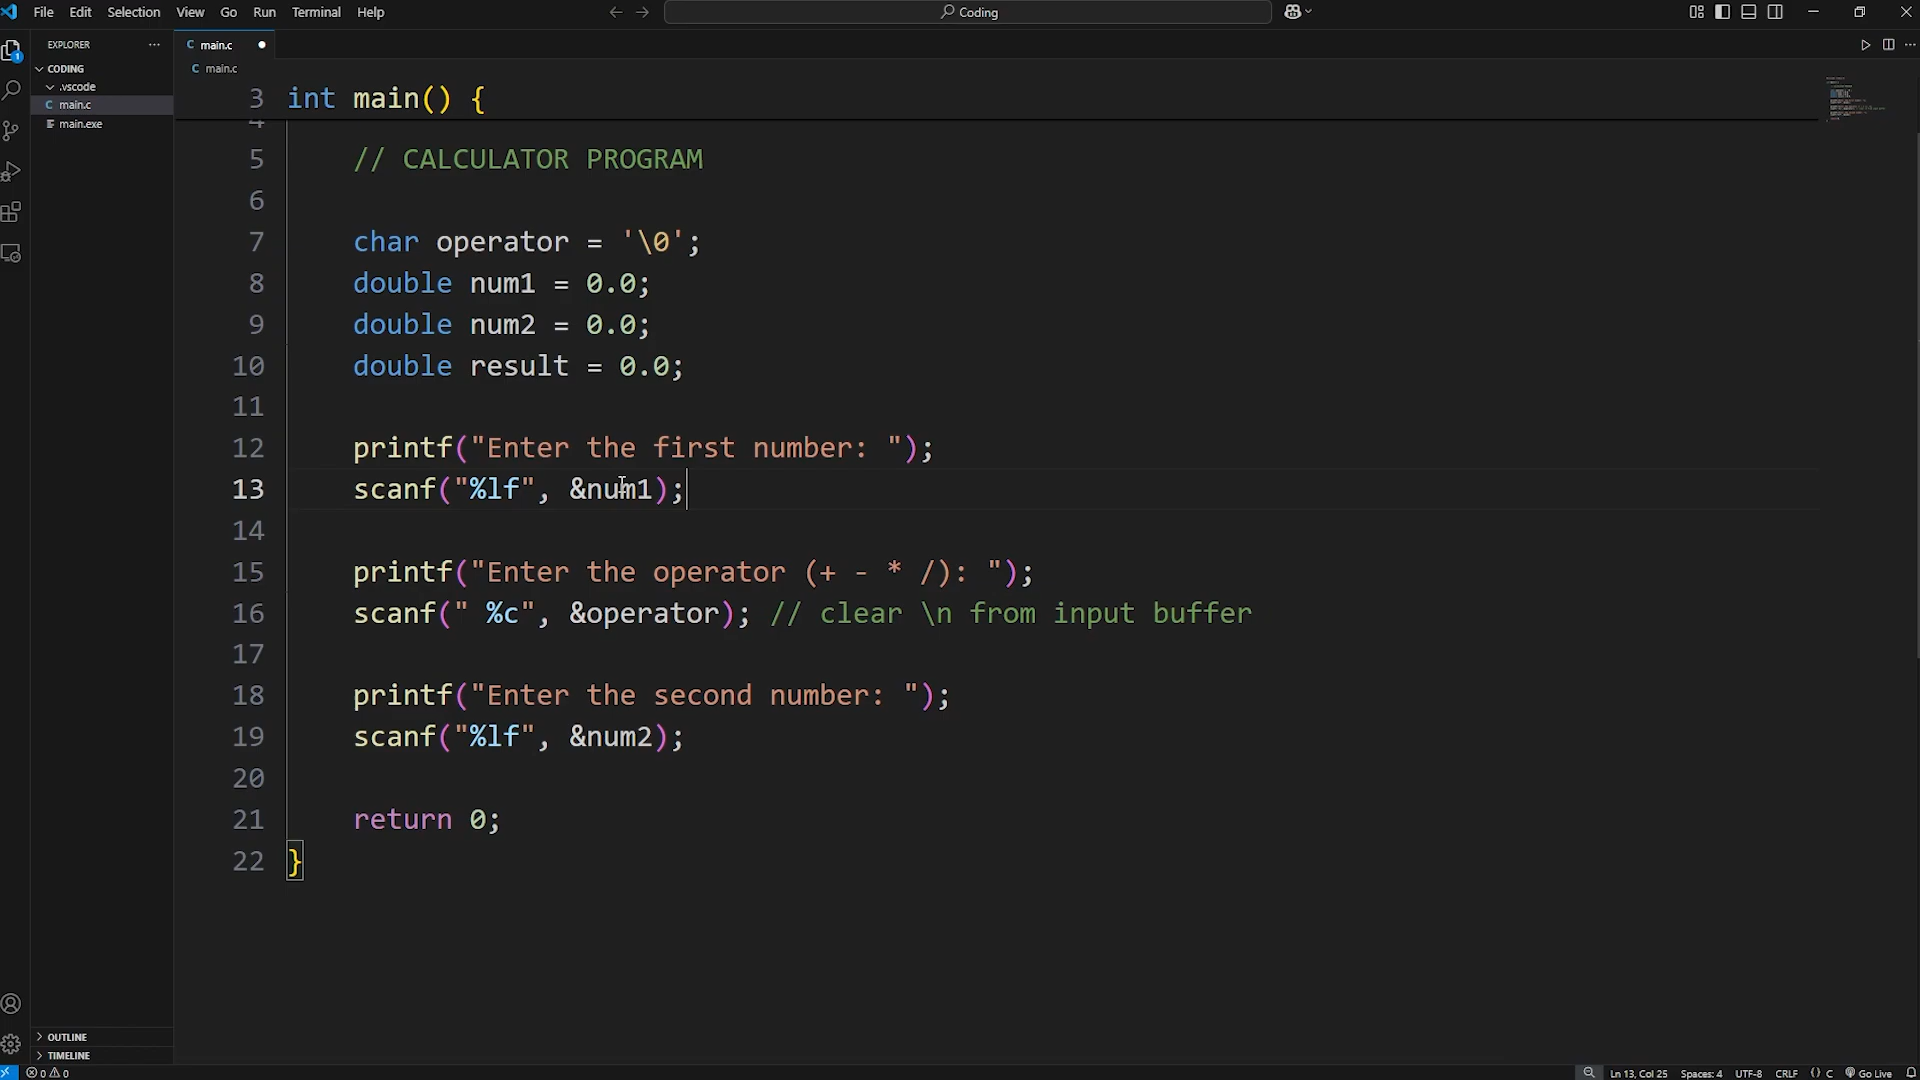 File Edit Selection View Go Run Terminal Help
Coding
EXPLORER
CODING
.vscode
C main.c
main.exe
1
C main.c
C main.c
3 int main() {
4
5 // CALCULATOR PROGRAM
6
7 char operator = '\0';
8 double num1 = 0.0;
9 double num2 = 0.0;
10 double result = 0.0;
11
12 printf("Enter the first number: ");
13 scanf("%lf", &num1);
14
15 printf("Enter the operator (+ - * /): ");
16 scanf(" %c", &operator); // clear \n from input buffer
17
18 printf("Enter the second number: ");
19 scanf("%lf", &num2);
20
21 return 0;
22 }
OUTLINE
TIMELINE
0 0
Ln 13, Col 25 Spaces: 4 UTF-8 CRLF {} C Go Live